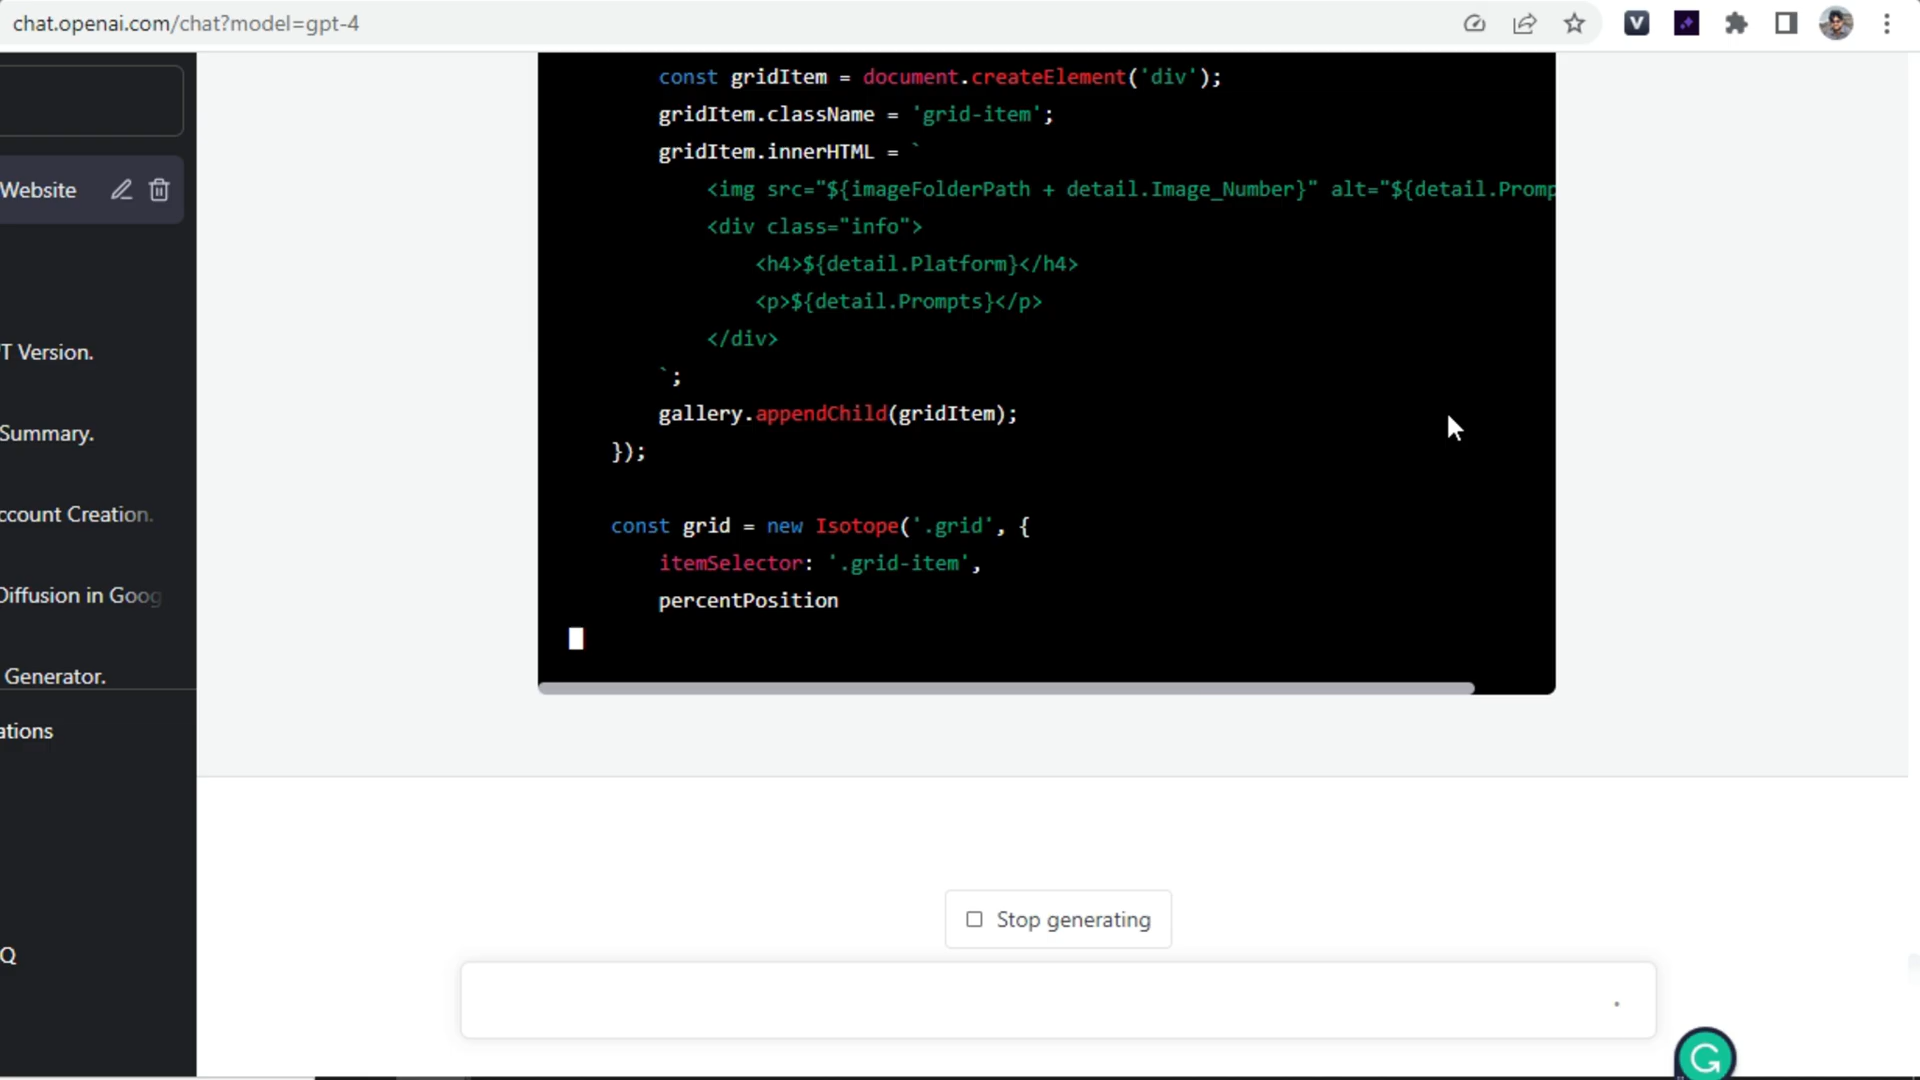 chat.openai.com/chat?model=gpt-4
Website
T Version.
Summary.
ccount Creation.
Diffusion in Goog
Generator.
ations
Q
const gridItem = document.createElement('div');
gridItem.className = 'grid-item';
gridItem.innerHTML = `
<img src="${imageFolderPath + detail.Image_Number}" alt="${detail.Promp
<div class="info">
<h4>${detail.Platform}</h4>
<p>${detail.Prompts}</p>
</div>
`;
gallery.appendChild(gridItem);
});
const grid = new Isotope('.grid', {
itemSelector: '.grid-item',
percentPosition
Stop generating